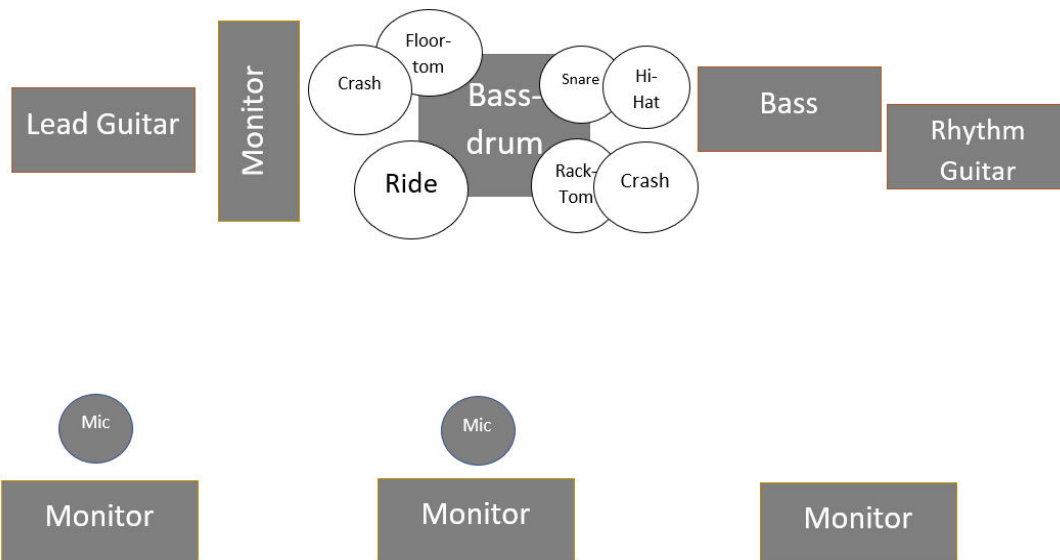 Lead Guitar
Monitor
Crash
Floor-
tom
Bass-
drum
Snare
Hi-
Hat
Ride
Rack-
Tom
Crash
Bass
Rhythm
Guitar
Mic
Mic
Monitor
Monitor
Monitor